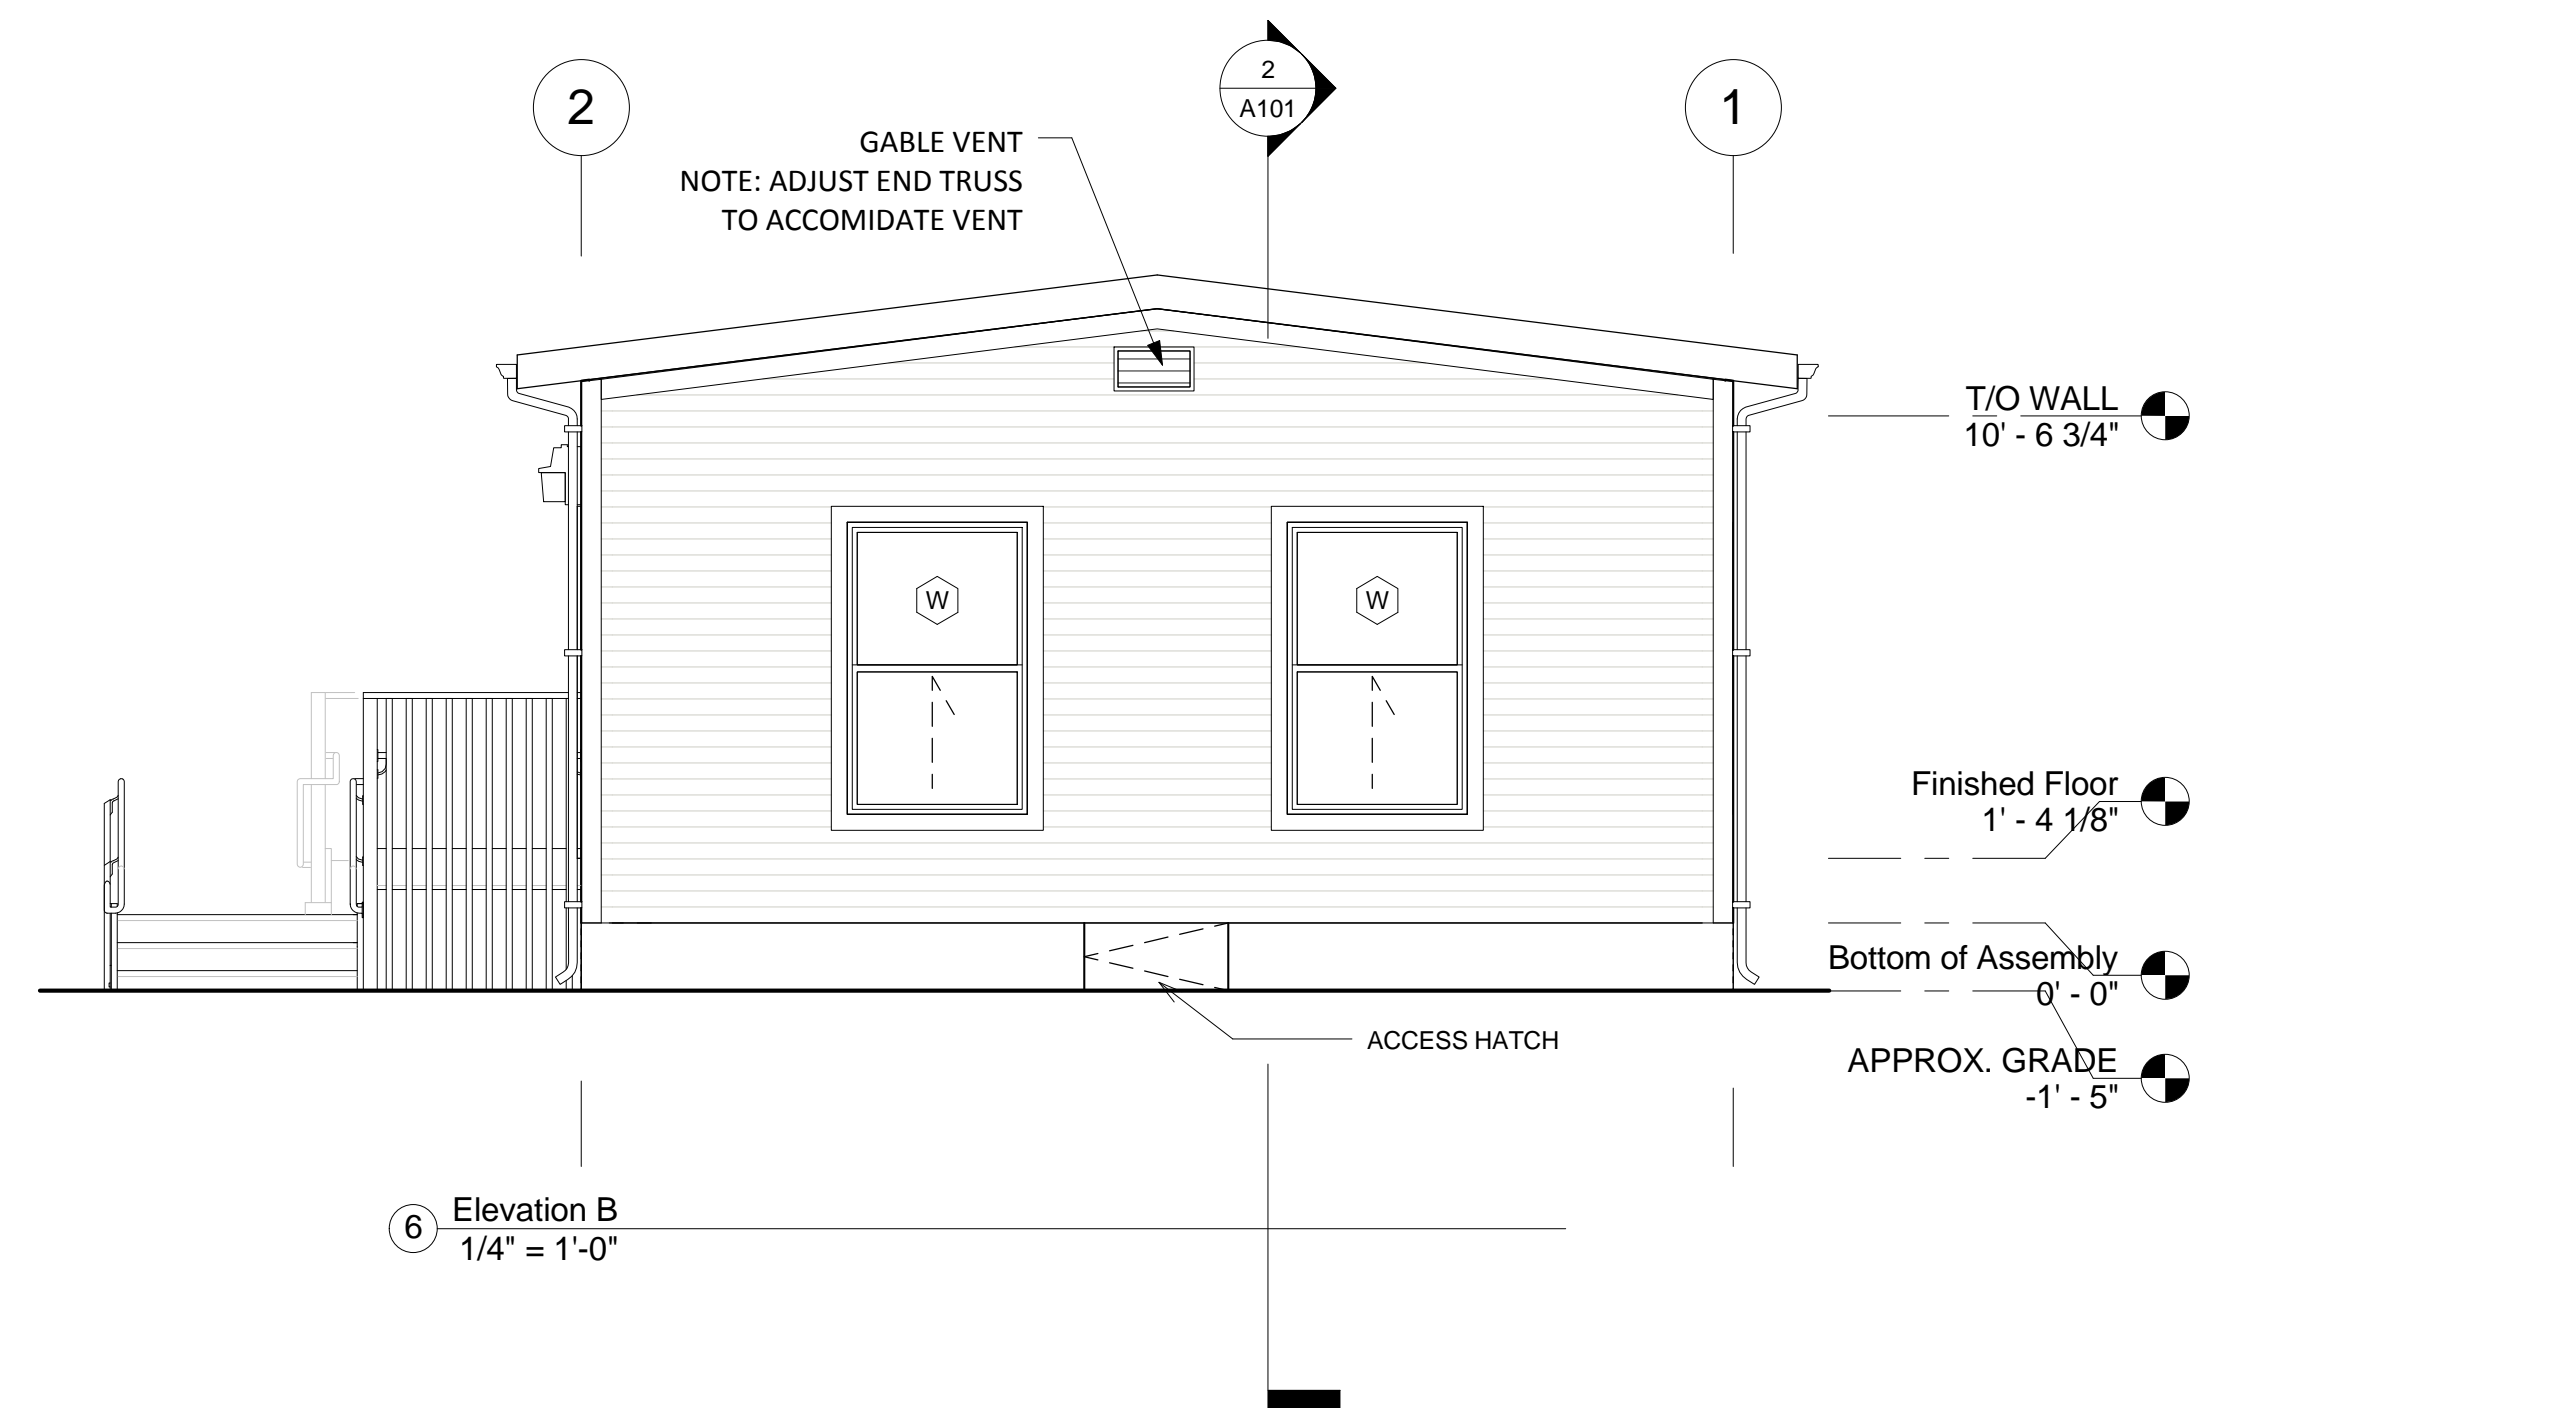 2
2
A101
1
GABLE VENT
NOTE: ADJUST END TRUSS
TO ACCOMIDATE VENT
T/O WALL
10' - 6 3/4"
W
W
Finished Floor
1' - 4 1/8"
Bottom of Assembly
0' - 0"
ACCESS HATCH
APPROX. GRADE
-1' - 5"
6
Elevation B
1/4" = 1'-0"